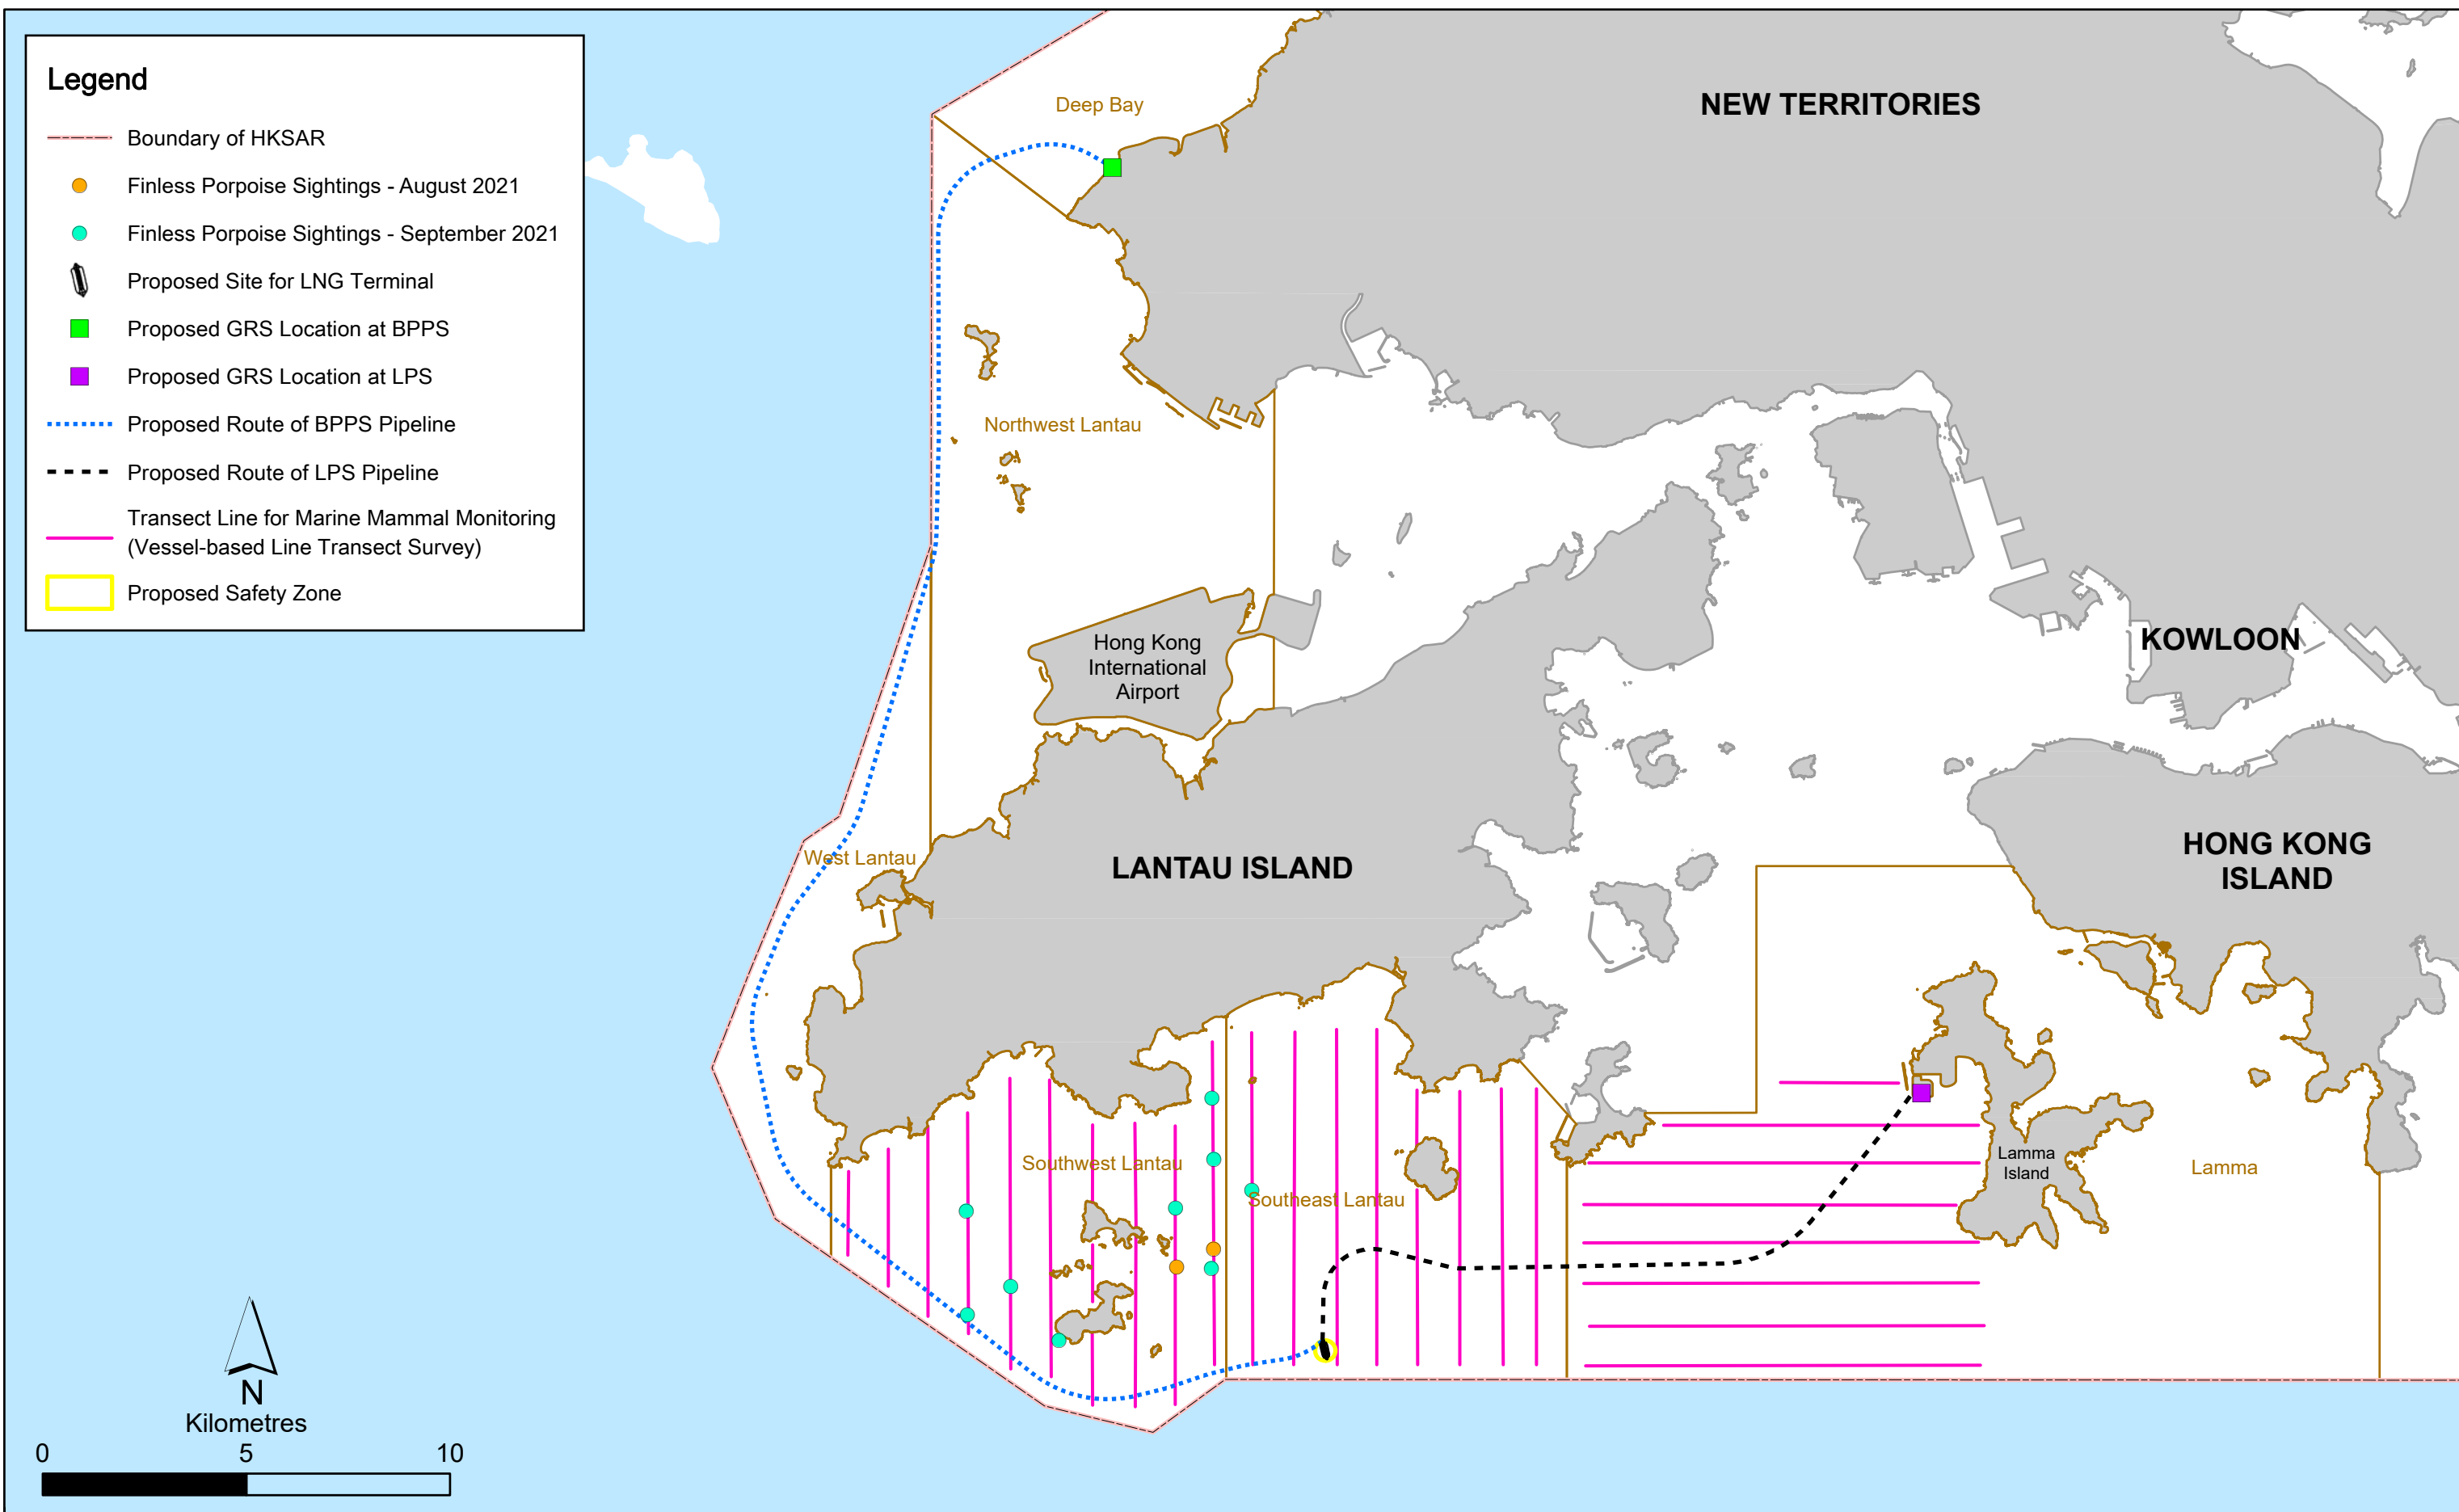 Legend
Boundary of HKSAR
Finless Porpoise Sightings - August 2021
Finless Porpoise Sightings - September 2021
Proposed Site for LNG Terminal
Proposed GRS Location at BPPS
Proposed GRS Location at LPS
Proposed Route of BPPS Pipeline
Proposed Route of LPS Pipeline
Transect Line for Marine Mammal Monitoring
(Vessel-based Line Transect Survey)
Proposed Safety Zone
Deep Bay
NEW TERRITORIES
Northwest Lantau
Hong Kong
International
Airport
KOWLOON
West Lantau
LANTAU ISLAND
HONG KONG
ISLAND
Southwest Lantau
Southeast Lantau
Lamma
Island
Lamma
N
Kilometres
0 5 10